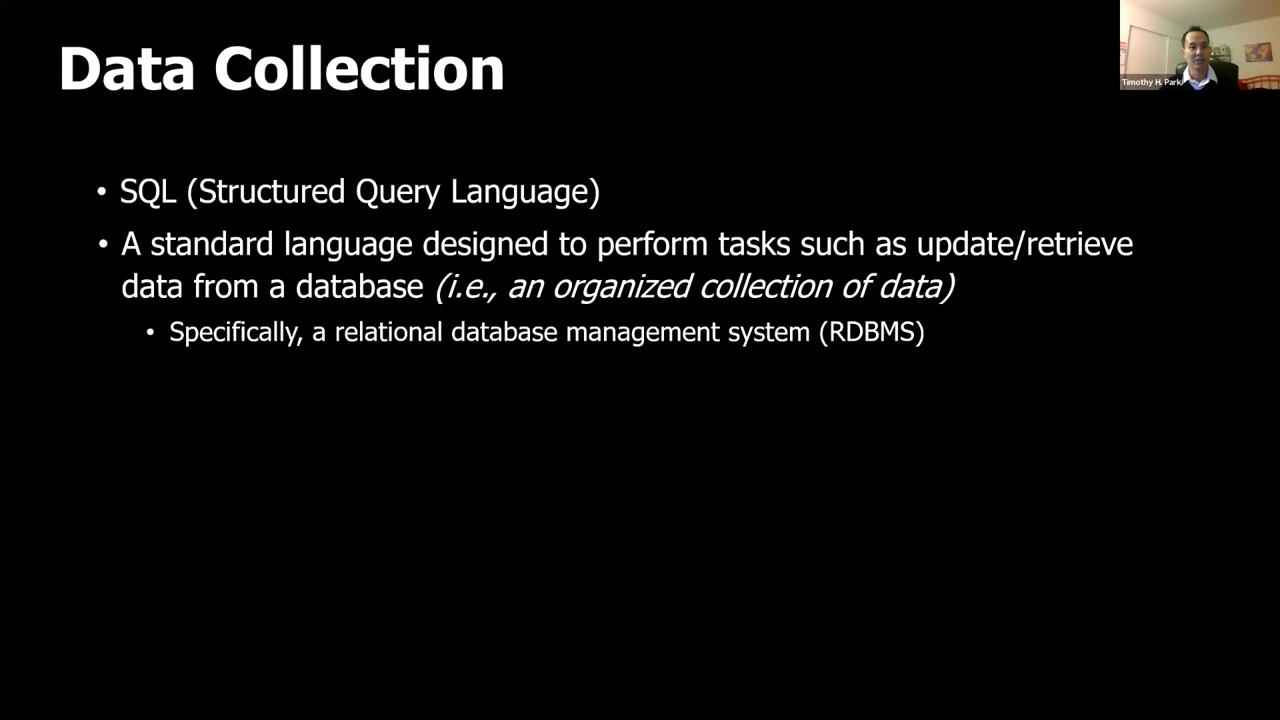 Data Collection
Timothy H. Park
• SQL (Structured Query Language)
• A standard language designed to perform tasks such as update/retrieve
data from a database (i.e., an organized collection of data)
• Specifically, a relational database management system (RDBMS)